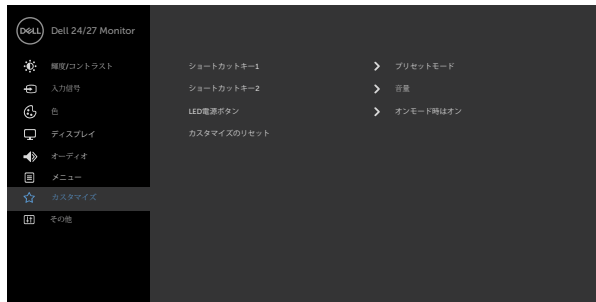 DELL Dell 24/27 Monitor
輝度/コントラスト
入力信号
色
ディスプレイ
オーディオ
メニュー
カスタマイズ
その他
ショートカットキー1 プリセットモード
ショートカットキー2 音量
LED電源ボタン オンモード時はオン
カスタマイズのリセット